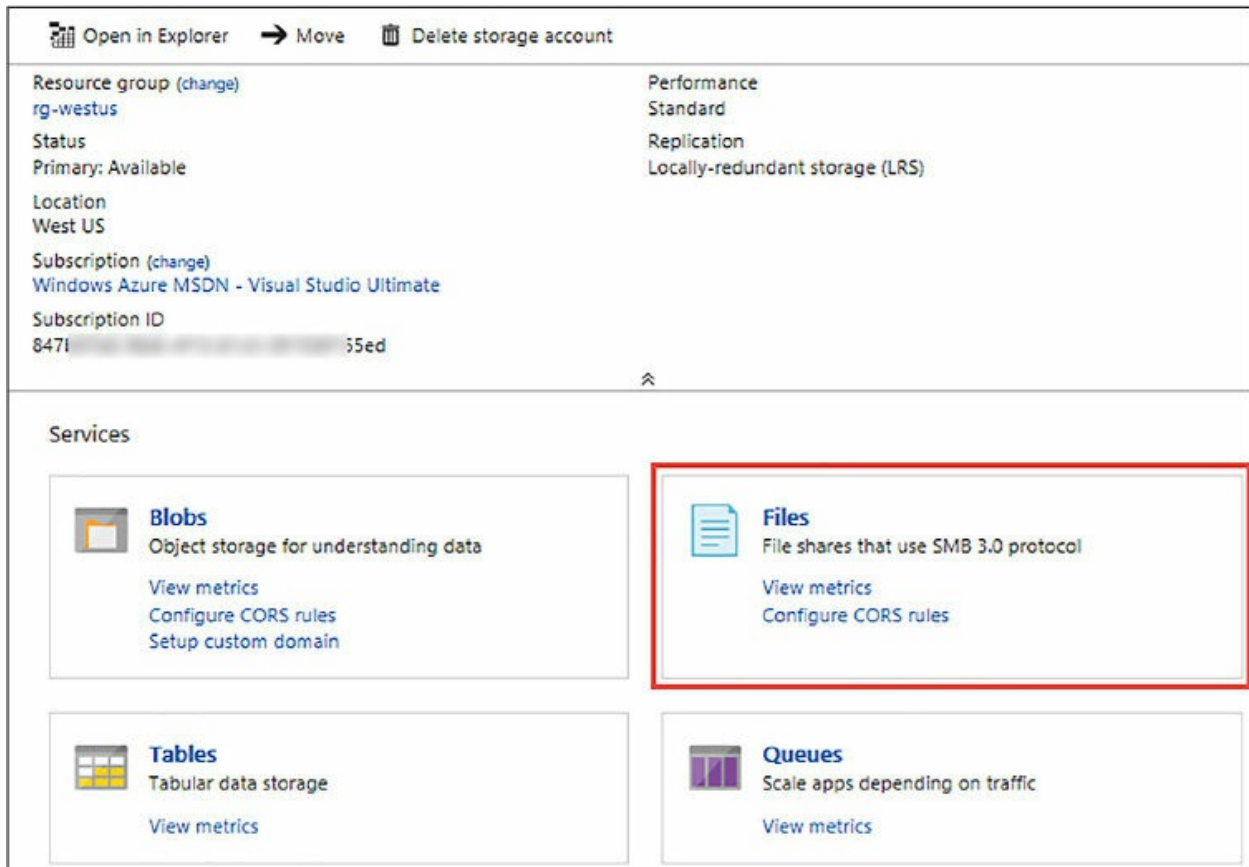 Open in Explorer Move Delete storage account
Resource group (change)
rg-westus
Status
Primary: Available
Location
West US
Subscription (change)
Windows Azure MSDN - Visual Studio Ultimate
Subscription ID
847 55ed
Performance
Standard
Replication
Locally-redundant storage (LRS)
Services
Blobs
Object storage for understanding data
View metrics
Configure CORS rules
Setup custom domain
Files
File shares that use SMB 3.0 protocol
View metrics
Configure CORS rules
Tables
Tabular data storage
View metrics
Queues
Scale apps depending on traffic
View metrics